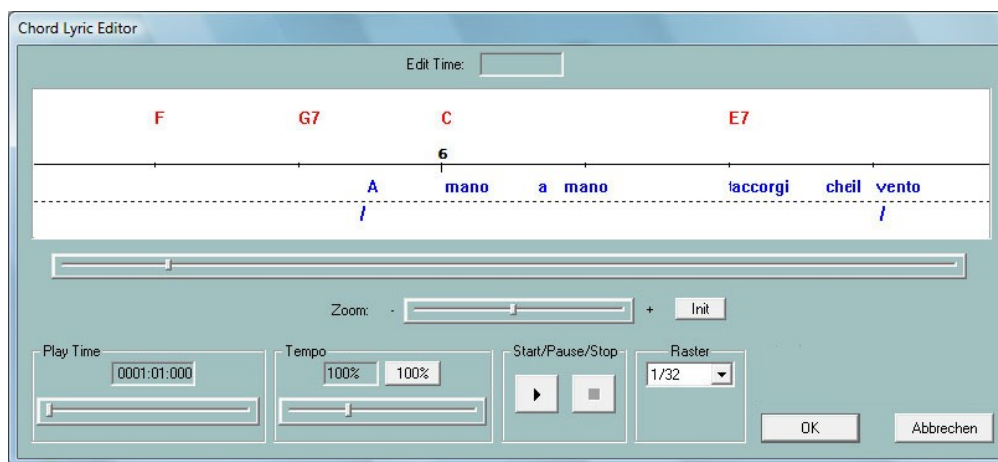 Chord Lyric Editor
Edit Time:
F G7 C E7
6
A mano a mano taccorgi cheil vento
/ /
Zoom: - + Init
Play Time Tempo Start/Pause/Stop Raster
0001:01:000 100% 100% 1/32
OK Abbrechen